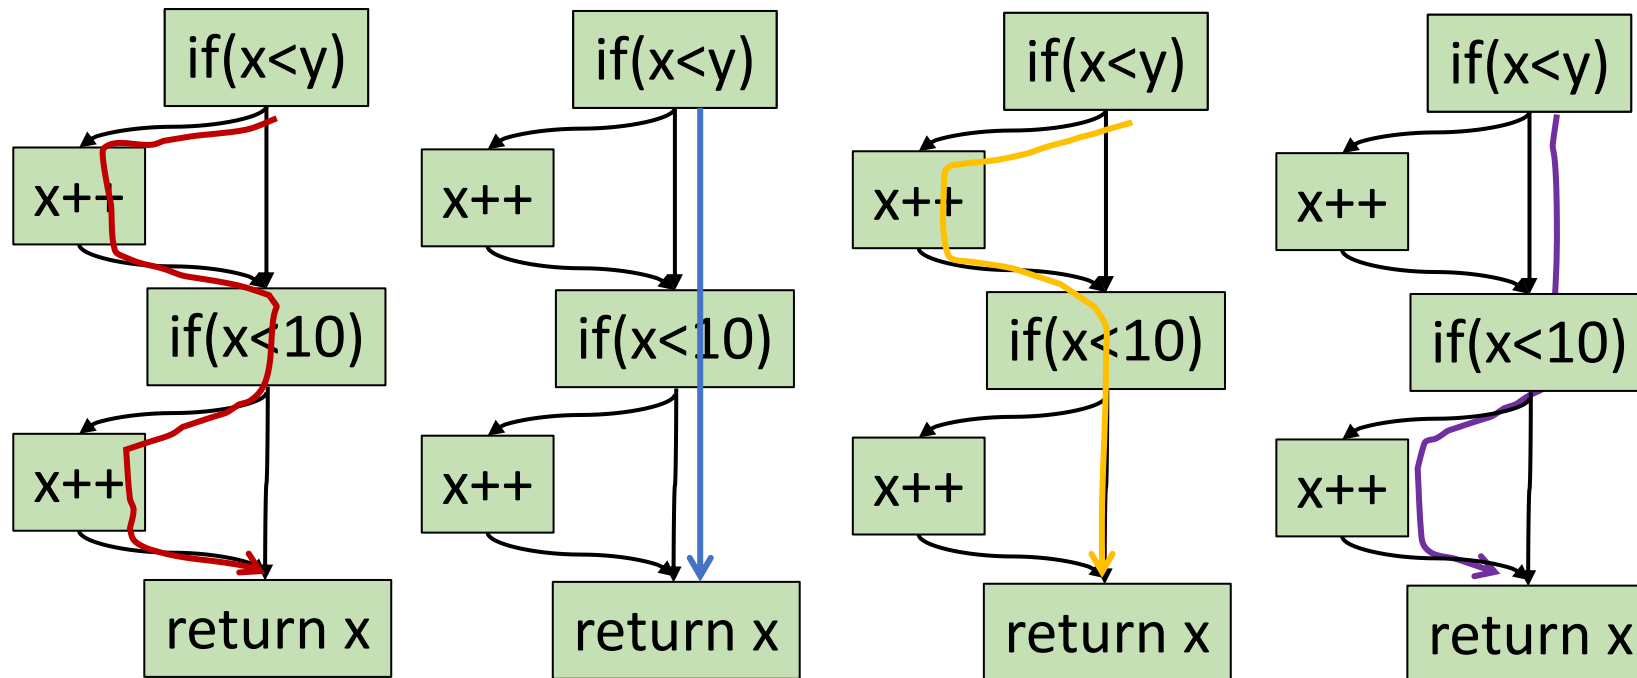 if(x<y)
x++
if(x<10)
x++
return x
if(x<y)
x++
if(x<10)
x++
return x
if(x<y)
x++
if(x<10)
x++
return x
if(x<y)
x++
if(x<10)
x++
return x